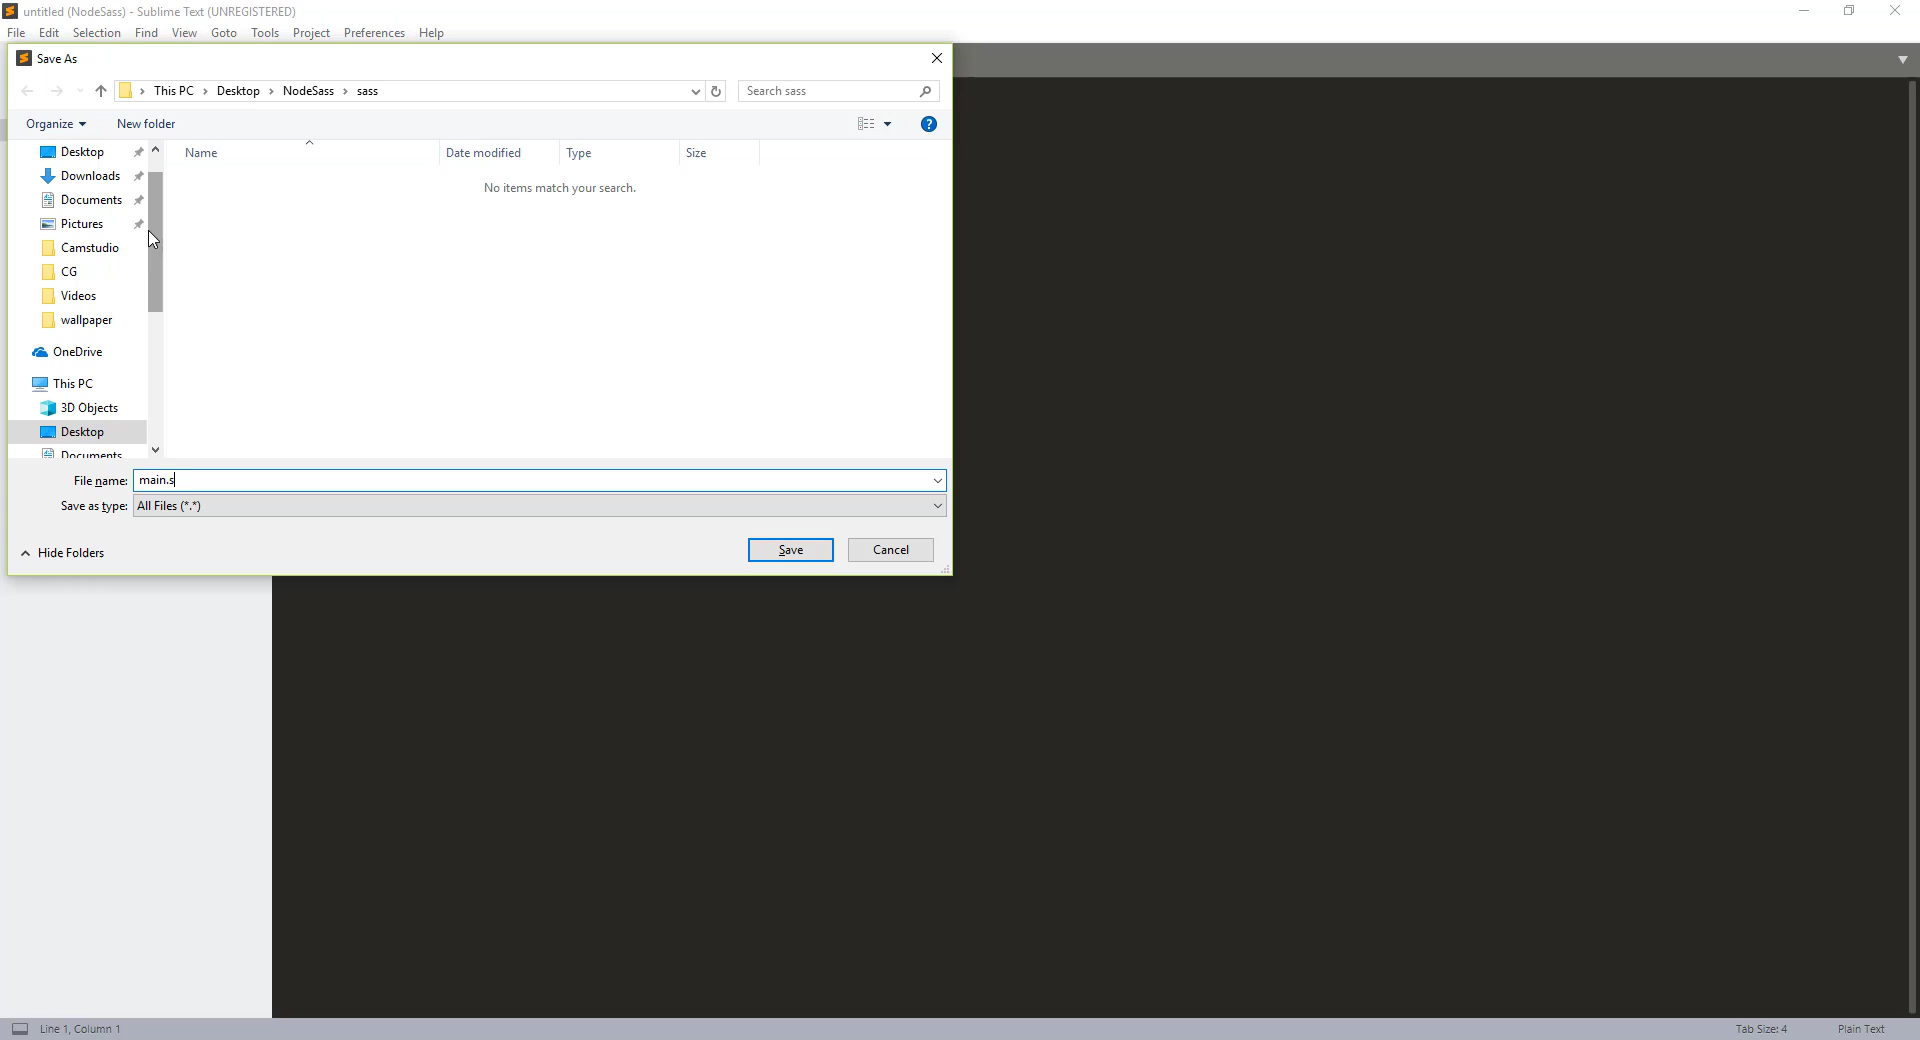 untitled (NodeSass) - Sublime Text (UNREGISTERED)
File Edit Selection Find View Goto Tools Project Preferences Help
Save As
This PC › Desktop › NodeSass › sass
Search sass
Organize New folder
Name Date modified Type Size
No items match your search.
Desktop
Downloads
Documents
Pictures
Camstudio
CG
Videos
wallpaper
OneDrive
This PC
3D Objects
Desktop
Documents
File name: main.s
Save as type: All Files (*.*)
Hide Folders
Save Cancel
Line 1, Column 1
Tab Size: 4 Plain Text